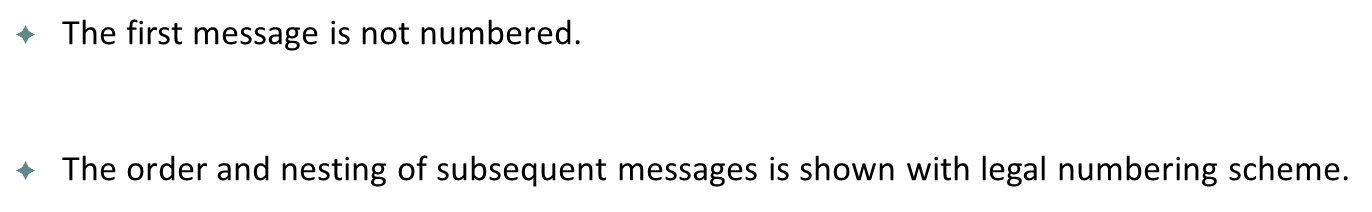 The first message is not numbered.
The order and nesting of subsequent messages is shown with legal numbering scheme.